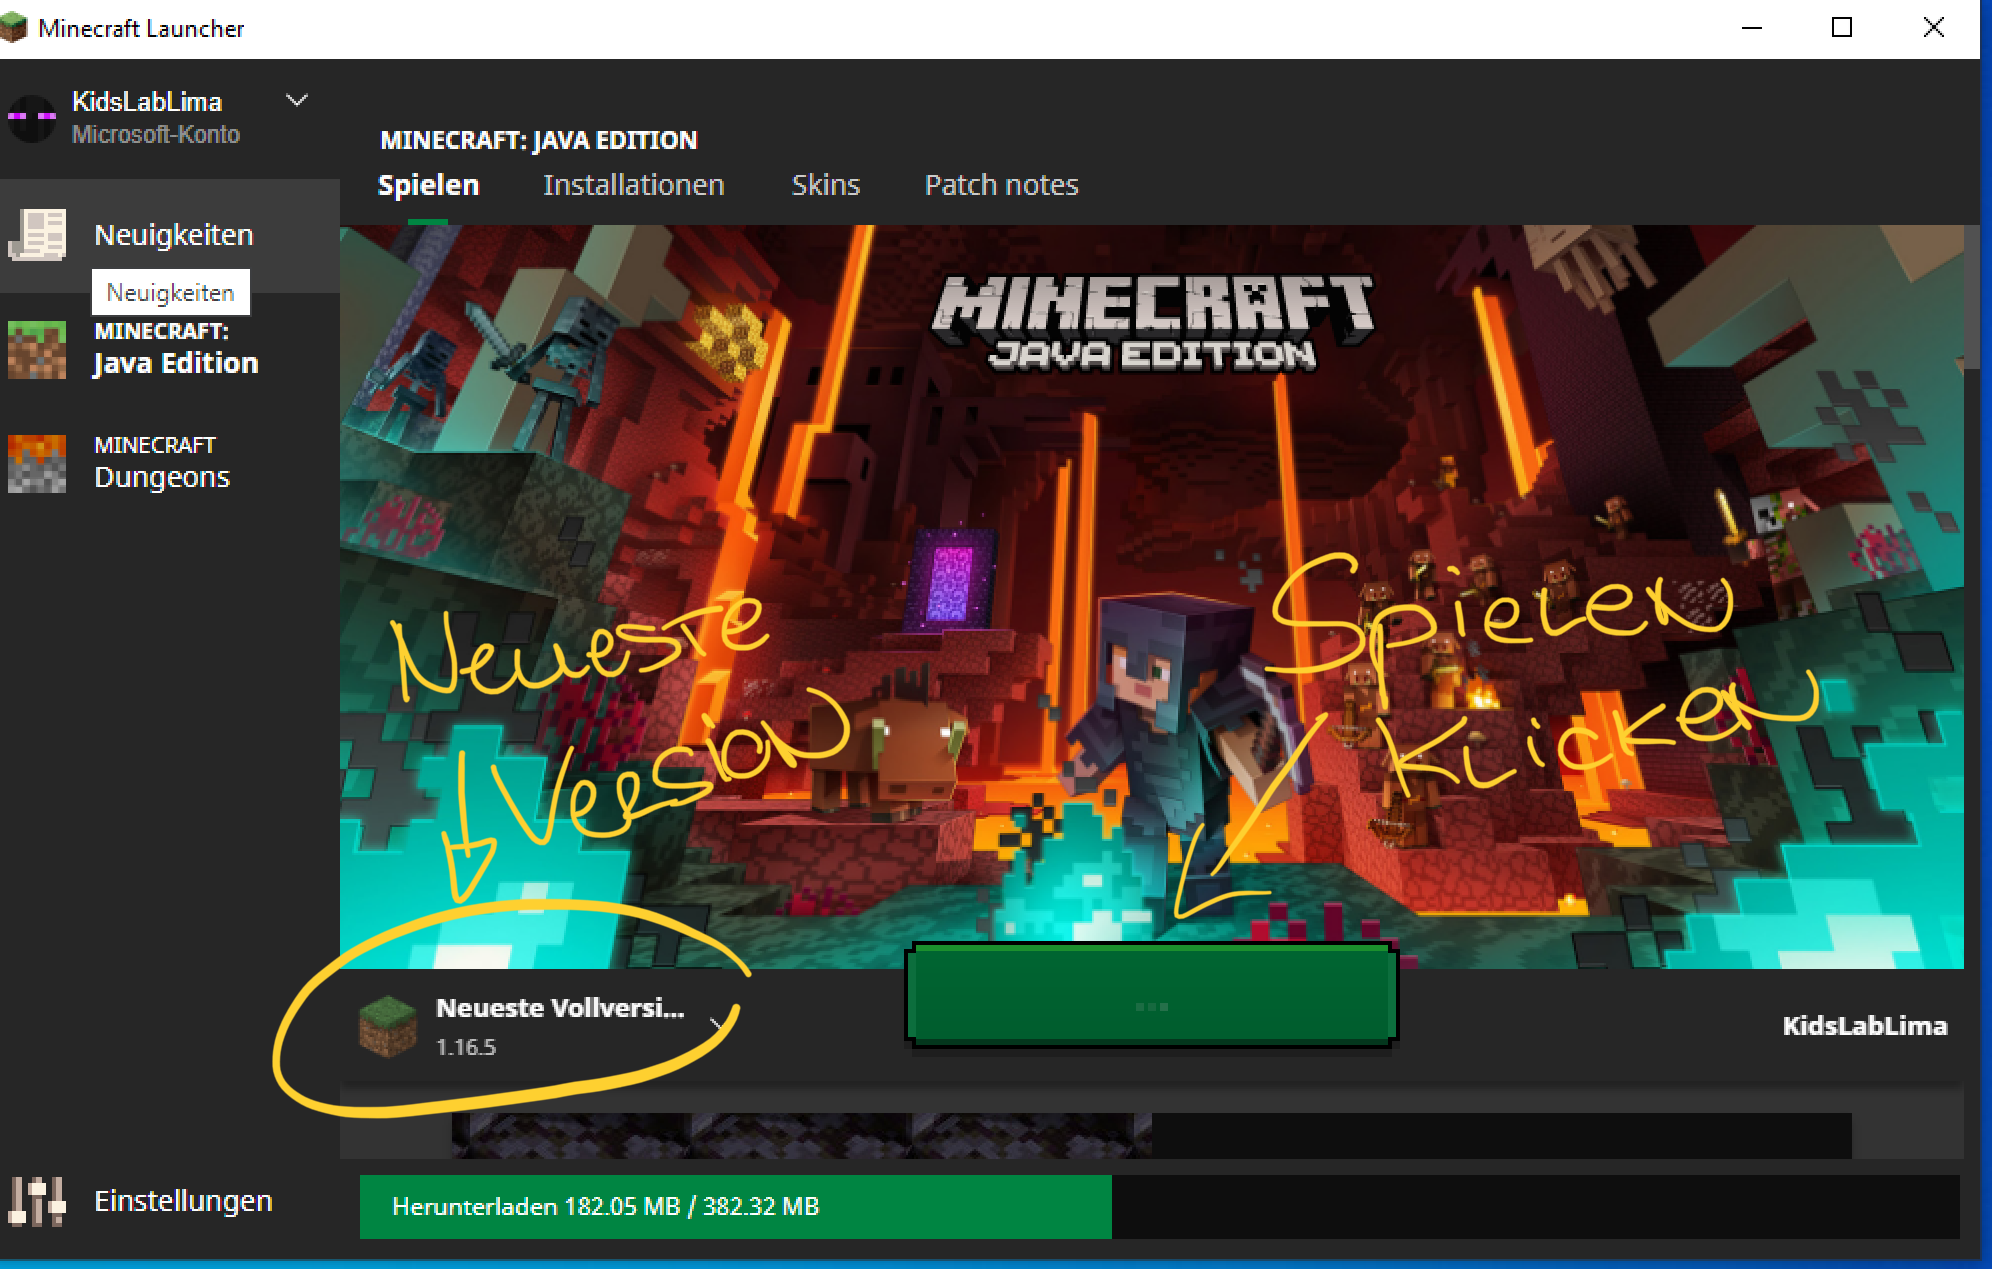 Minecraft Launcher
KidsLabLima
Microsoft-Konto
MINECRAFT: JAVA EDITION
Spielen Installationen Skins Patch notes
Neuigkeiten
Neuigkeiten
MINECRAFT:
Java Edition
MINECRAFT
Dungeons
MINECRAFT
JAVA EDITION
Neueste
Version
Spielen
Klicken
Neueste Vollversi...
1.16.5
...
KidsLabLima
Einstellungen
Herunterladen 182.05 MB / 382.32 MB